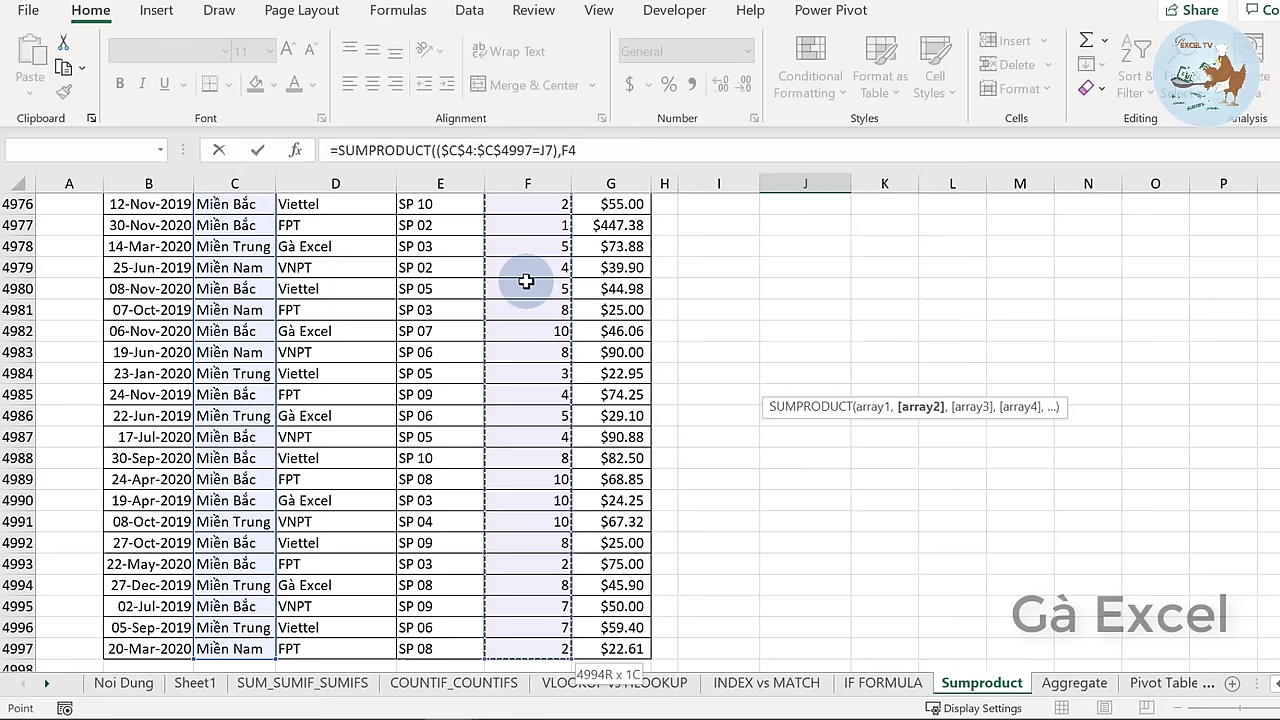 File Home Insert Draw Page Layout Formulas Data Review View Developer Help Power Pivot Share Co
Paste
11
Wrap Text
General
Insert
Conditional Format as Cell
Sort &
B I U
Merge & Center
$ % ,
Delete
Formatting Table Styles
Filter
Format
EXCEL TV
Clipboard Font Alignment Number Styles Cells Editing Analysis
fx =SUMPRODUCT(($C$4:$C$4997=J7),F4
A B C D E F G H I J K L M N O P
4976 12-Nov-2019 Miền Bắc Viettel SP 10 2 $55.00
4977 30-Nov-2020 Miền Bắc FPT SP 02 1 $447.38
4978 14-Mar-2020 Miền Trung Gà Excel SP 03 5 $73.88
4979 25-Jun-2019 Miền Nam VNPT SP 02 4 $39.90
4980 08-Nov-2019 Miền Bắc Viettel SP 05 5 $44.98
4981 07-Oct-2019 Miền Nam FPT SP 03 8 $25.00
4982 06-Nov-2020 Miền Bắc Gà Excel SP 07 10 $46.06
4983 19-Jun-2020 Miền Nam VNPT SP 06 8 $90.00
4984 23-Jan-2020 Miền Trung Viettel SP 05 3 $22.95
4985 24-Nov-2019 Miền Bắc FPT SP 09 4 $74.25
SUMPRODUCT(array1, [array2], [array3], [array4], ...)
4986 22-Jun-2019 Miền Trung Gà Excel SP 06 5 $29.10
4987 17-Jul-2020 Miền Bắc VNPT SP 05 4 $90.88
4988 30-Sep-2020 Miền Bắc Viettel SP 10 8 $82.50
4989 24-Apr-2020 Miền Bắc FPT SP 08 10 $68.85
4990 19-Apr-2019 Miền Bắc Gà Excel SP 03 10 $24.25
4991 08-Oct-2019 Miền Trung VNPT SP 04 10 $67.32
4992 27-Oct-2019 Miền Bắc Viettel SP 09 8 $25.00
4993 22-May-2020 Miền Bắc FPT SP 03 2 $75.00
4994 27-Dec-2019 Miền Trung Gà Excel SP 08 8 $45.90
4995 02-Jul-2019 Miền Bắc VNPT SP 09 7 $50.00
4996 05-Sep-2019 Miền Trung Viettel SP 06 7 $59.40
4997 20-Mar-2020 Miền Nam FPT SP 08 2 $22.61
Gà Excel
4998
4994R x 1C
Nội Dung Sheet1 SUM_SUMIF_SUMIFS COUNTIF_COUNTIFS VLOOKUP vs HLOOKUP INDEX vs MATCH IF FORMULA Sumproduct Aggregate Pivot Table ...
Point Display Settings